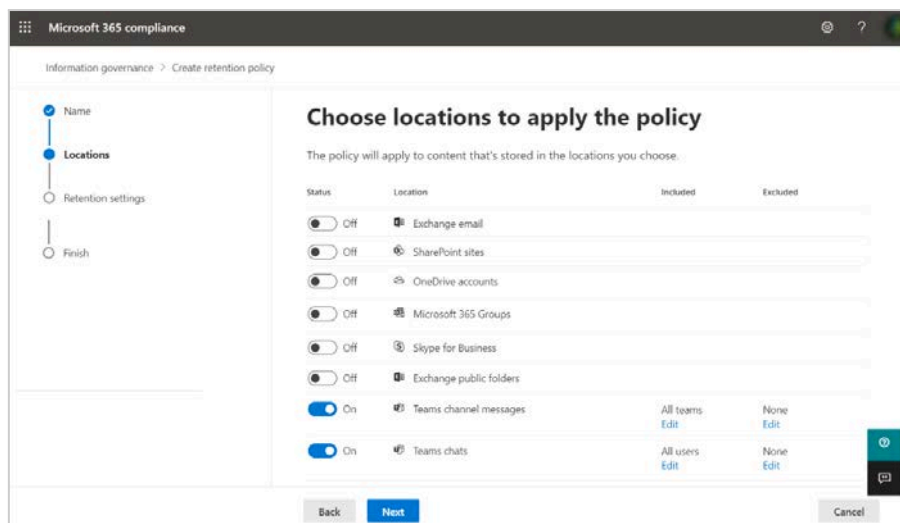 Microsoft 365 compliance
?
Information governance > Create retention policy
Name
Locations
Retention settings
Finish
Choose locations to apply the policy
The policy will apply to content that's stored in the locations you choose.
Status Location Included Excluded
Off Exchange email
Off SharePoint sites
Off OneDrive accounts
Off Microsoft 365 Groups
Off Skype for Business
Off Exchange public folders
On Teams channel messages All teams None
Edit Edit
On Teams chats All users None
Edit Edit
Back Next Cancel